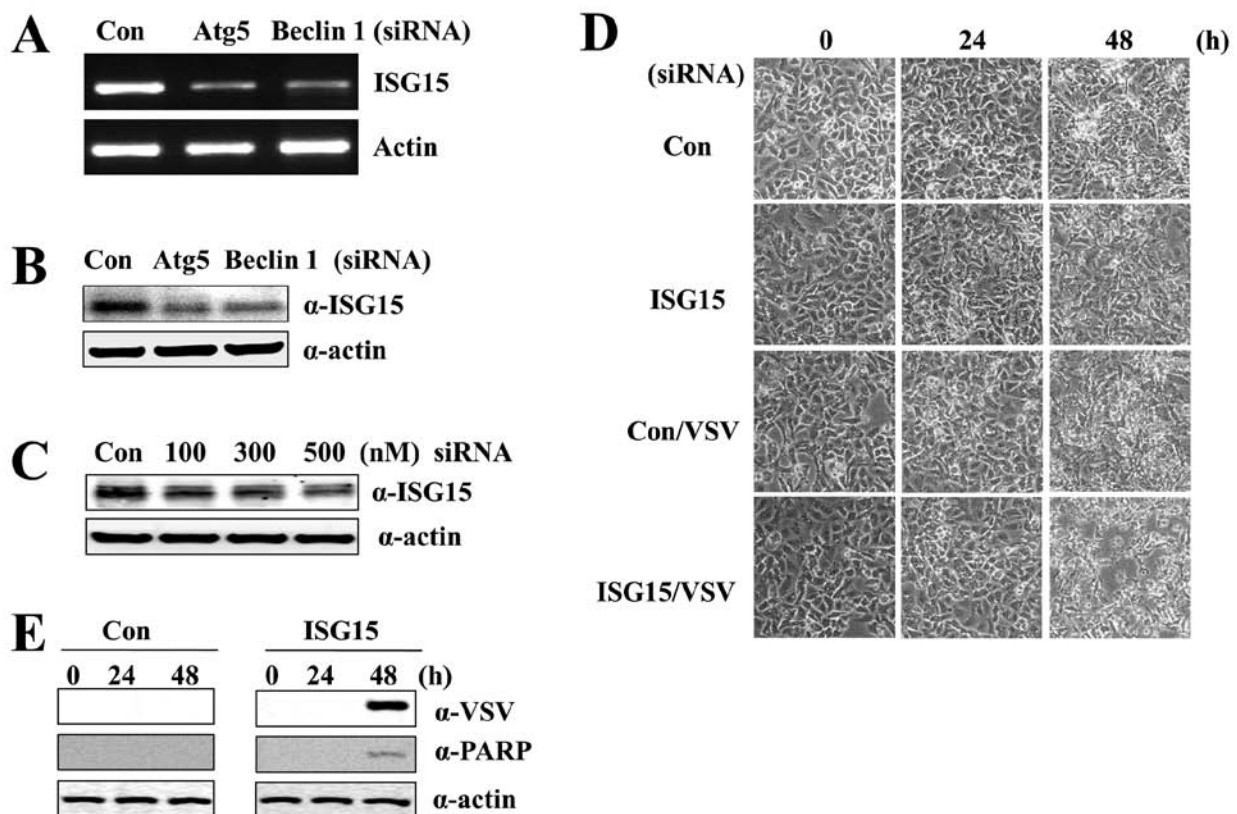 A
Con Atg5 Beclin 1 (siRNA)
ISG15
Actin
B
Con Atg5 Beclin 1 (siRNA)
α-ISG15
α-actin
C
Con 100 300 500 (nM) siRNA
α-ISG15
α-actin
D
0 24 48 (h)
(siRNA)
Con
ISG15
Con/VSV
ISG15/VSV
E
Con ISG15
0 24 48 0 24 48 (h)
α-VSV
α-PARP
α-actin